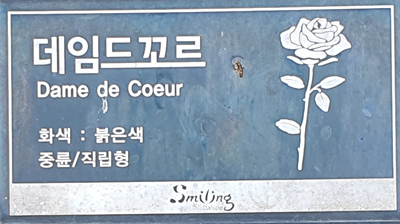 데임드꼬르
Dame de Coeur
화색 : 붉은색
중륜/직립형
Smiling